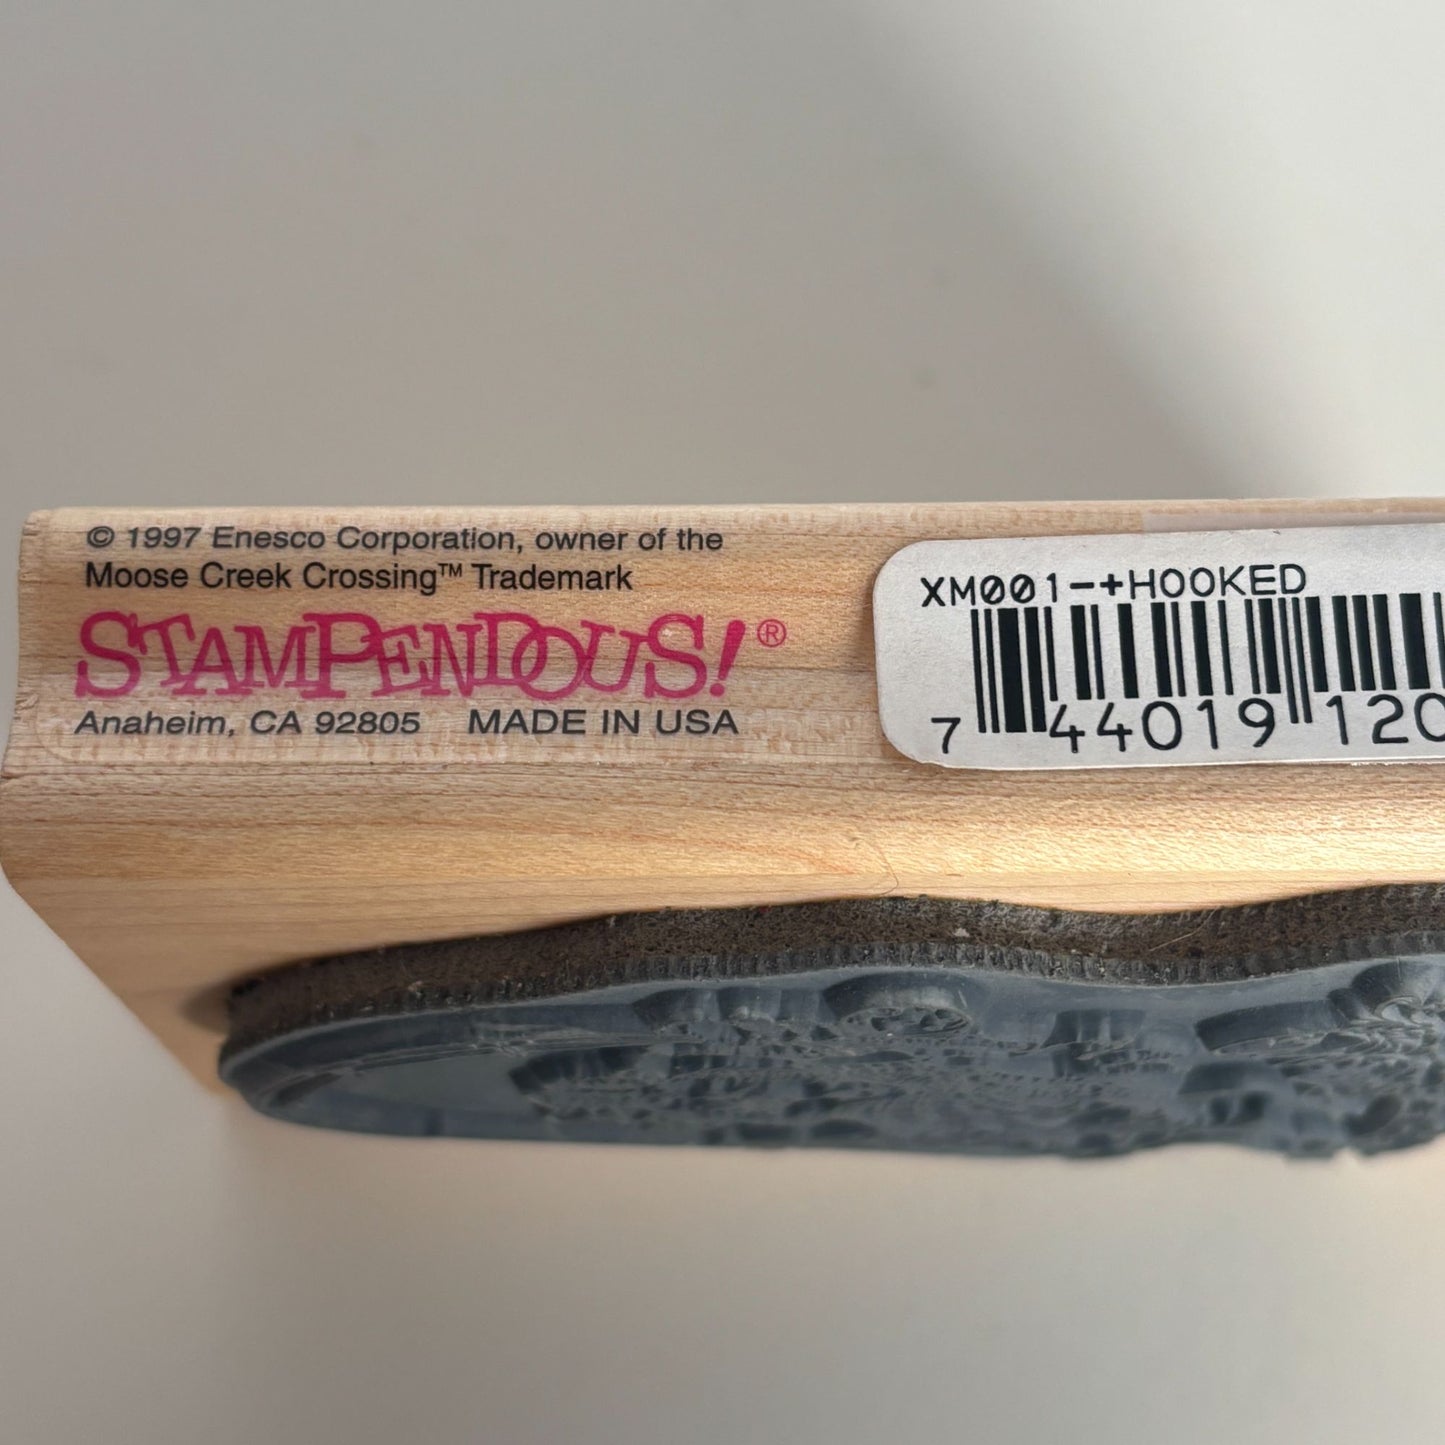 © 1997 Enesco Corporation, owner of the
Moose Creek Crossing™ Trademark
STAMPENDOUS!®
Anaheim, CA 92805 MADE IN USA
XM001-+HOOKED
7 44019 120